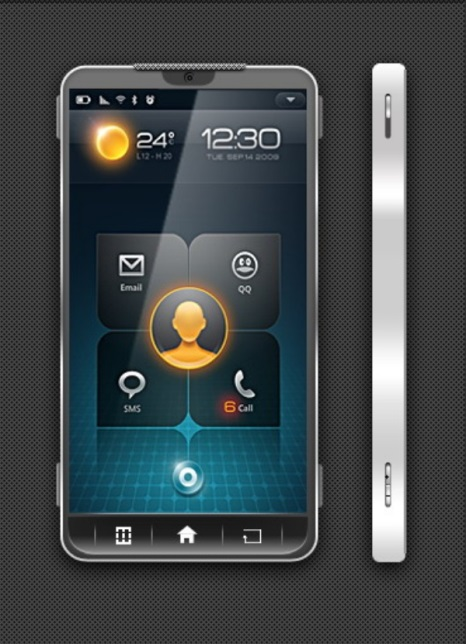 24°
12:30
L12 - H 20
TUE SEP 14 2009
Email
QQ
SMS
6 Call